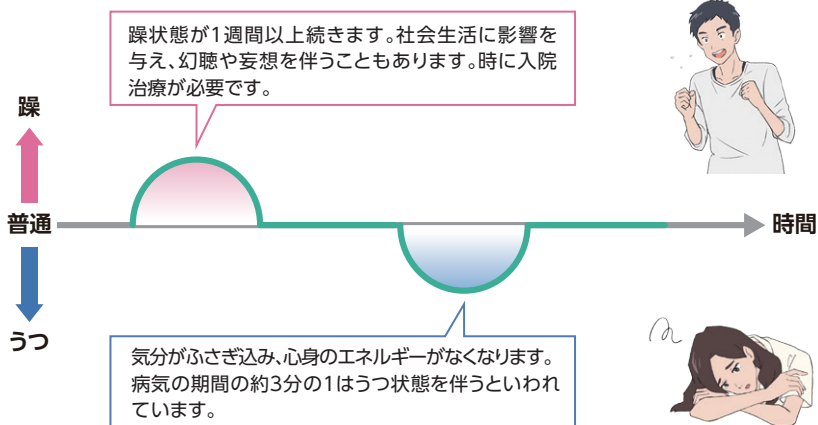 躁状態が1週間以上続きます。社会生活に影響を
与え、幻聴や妄想を伴うこともあります。時に入院
治療が必要です。
躁
普通
時間
うつ
気分がふさぎ込み、心身のエネルギーがなくなります。
病気の期間の約3分の1はうつ状態を伴うといわれ
ています。